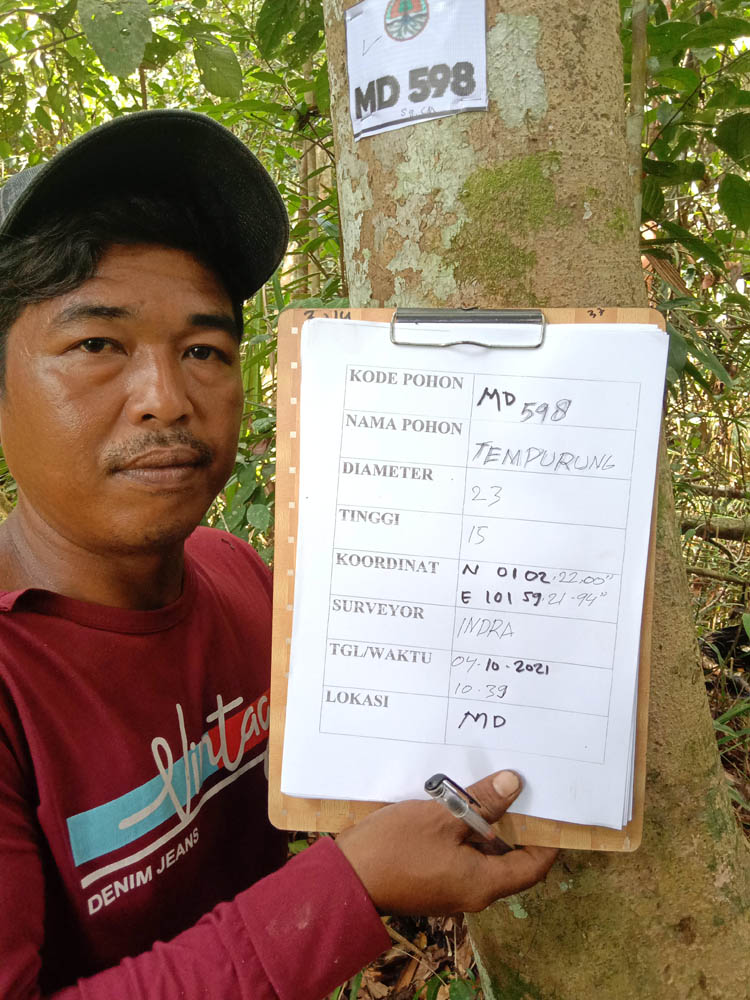 MD 598
KODE POHON MD 598
NAMA POHON TEMPURUNG
DIAMETER 23
TINGGI 15
KOORDINAT N 01 02.22.00"
E 101 59.21.94"
SURVEYOR INDRA
TGL/WAKTU 04.10.2021
10.39
LOKASI MD
Vintag
DENIM JEANS